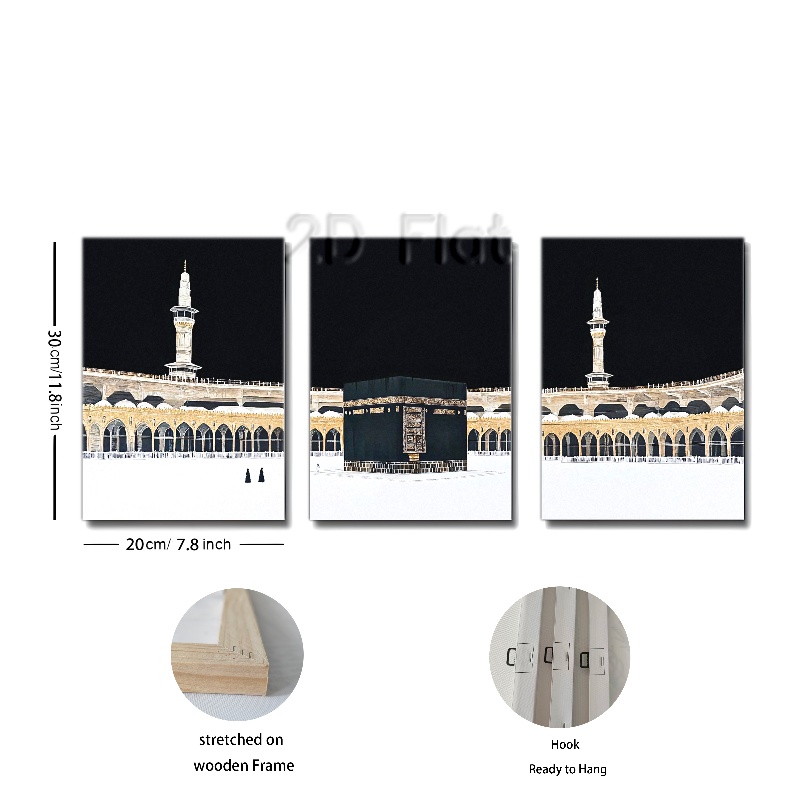 2D Flat
30cm/11.8inch
20cm/ 7.8 inch
stretched on
wooden Frame
Hook
Ready to Hang